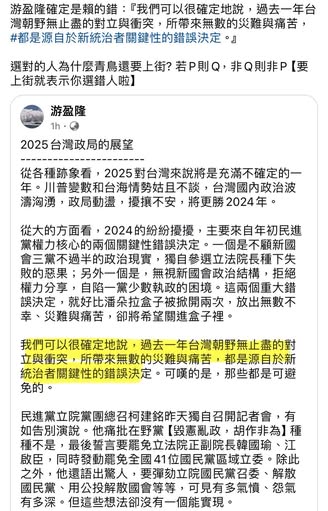 游盈隆確定是賴的錯：『我們可以很確定地說，過去一年台
灣朝野無止盡的對立與衝突，所帶來無數的災難與痛苦，
#都是源自於新統治者關鍵性的錯誤決定。』
選對的人為什麼青鳥還要上街? 若P則Q，非Q則非P【要
上街就表示你選錯人啦】
游盈隆
1h
2025台灣政局的展望
-----------------------
從各種跡象看，2025對台灣來說將是充滿不確定的一
年。川普變數和台海情勢姑且不談，台灣國內政治波
濤洶湧，政局動盪，擾攘不安，將更勝2024年。
從大的方面看，2024的紛紛擾擾，主要來自年初民進
黨權力核心的兩個關鍵性錯誤決定。一個是不顧新國
會三黨不過半的政治現實，獨自參選立法院長種下失
敗的惡果；另外一個是，無視新國會政治結構，拒絕
權力分享，自陷一黨少數執政的困境。這兩個重大錯
誤決定，就好比潘朵拉盒子被掀開兩次，放出無數不
幸、災難與痛苦，卻將希望關進盒子裡。
我們可以很確定地說，過去一年台灣朝野無止盡的對
立與衝突，所帶來無數的災難與痛苦，都是源自於新
統治者關鍵性的錯誤決定。可嘆的是，那些都是可避
免的。
民進黨立院黨團總召柯建銘昨天獨自召開記者會，有
如告別演說。他痛批在野黨【毀憲亂政，胡作非為】種
種不是，最後誓言要罷免立法院正副院長韓國瑜、江
啟臣，同時發動罷免全國41位國民黨區域立委。除此
之外，他還語出驚人，要彈劾立院國民黨召委、解散
國民黨、用公投解散國會等等，可見有多氣憤、怨氣
有多深。但這些想法卻沒有一個能實現。